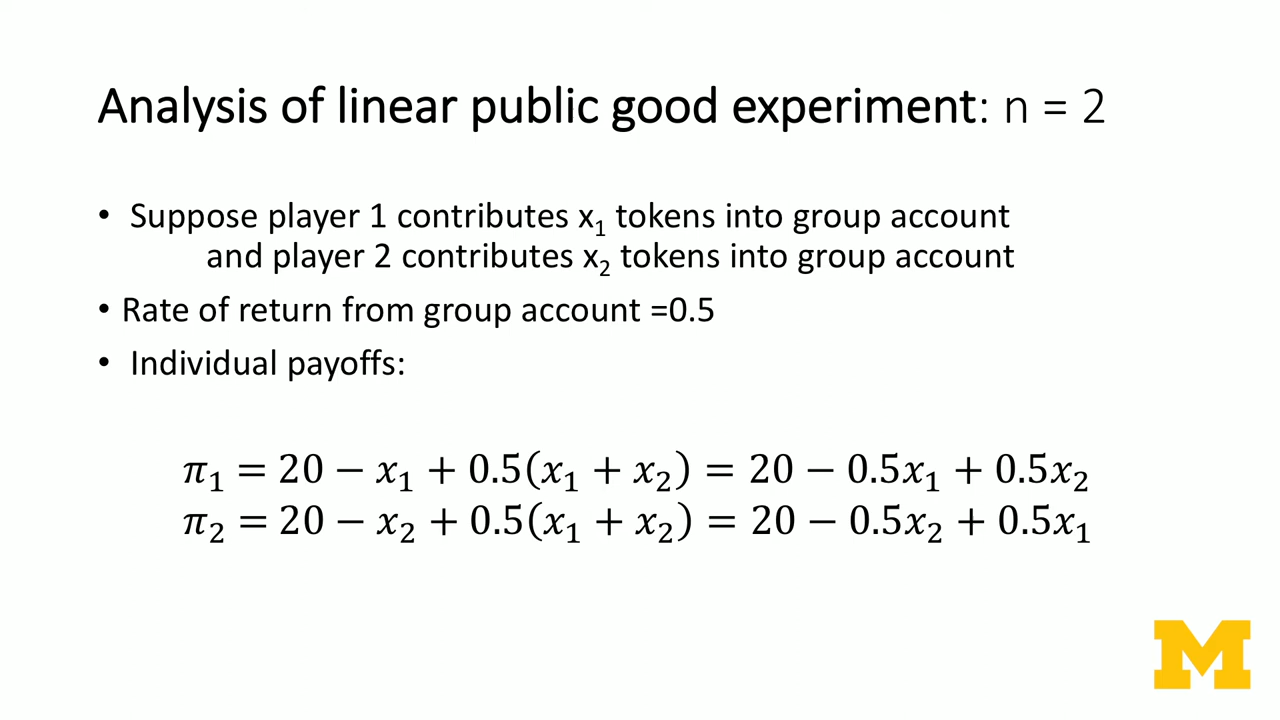 Analysis of linear public good experiment: n = 2
• Suppose player 1 contributes x₁ tokens into group account
and player 2 contributes x₂ tokens into group account
• Rate of return from group account =0.5
• Individual payoffs:
𝜋₁ = 20 − 𝑥₁ + 0.5(𝑥₁ + 𝑥₂) = 20 − 0.5𝑥₁ + 0.5𝑥₂
𝜋₂ = 20 − 𝑥₂ + 0.5(𝑥₁ + 𝑥₂) = 20 − 0.5𝑥₂ + 0.5𝑥₁
M